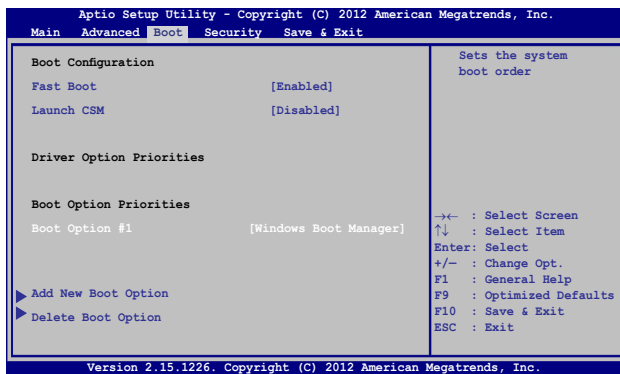 Aptio Setup Utility - Copyright (C) 2012 American Megatrends, Inc.
Main Advanced Boot Security Save & Exit
Boot Configuration
Fast Boot [Enabled]
Launch CSM [Disabled]
Driver Option Priorities
Boot Option Priorities
Boot Option #1 [Windows Boot Manager]
Add New Boot Option
Delete Boot Option
Sets the system
boot order
→← : Select Screen
↑↓ : Select Item
Enter: Select
+/— : Change Opt.
F1 : General Help
F9 : Optimized Defaults
F10 : Save & Exit
ESC : Exit
Version 2.15.1226. Copyright (C) 2012 American Megatrends, Inc.